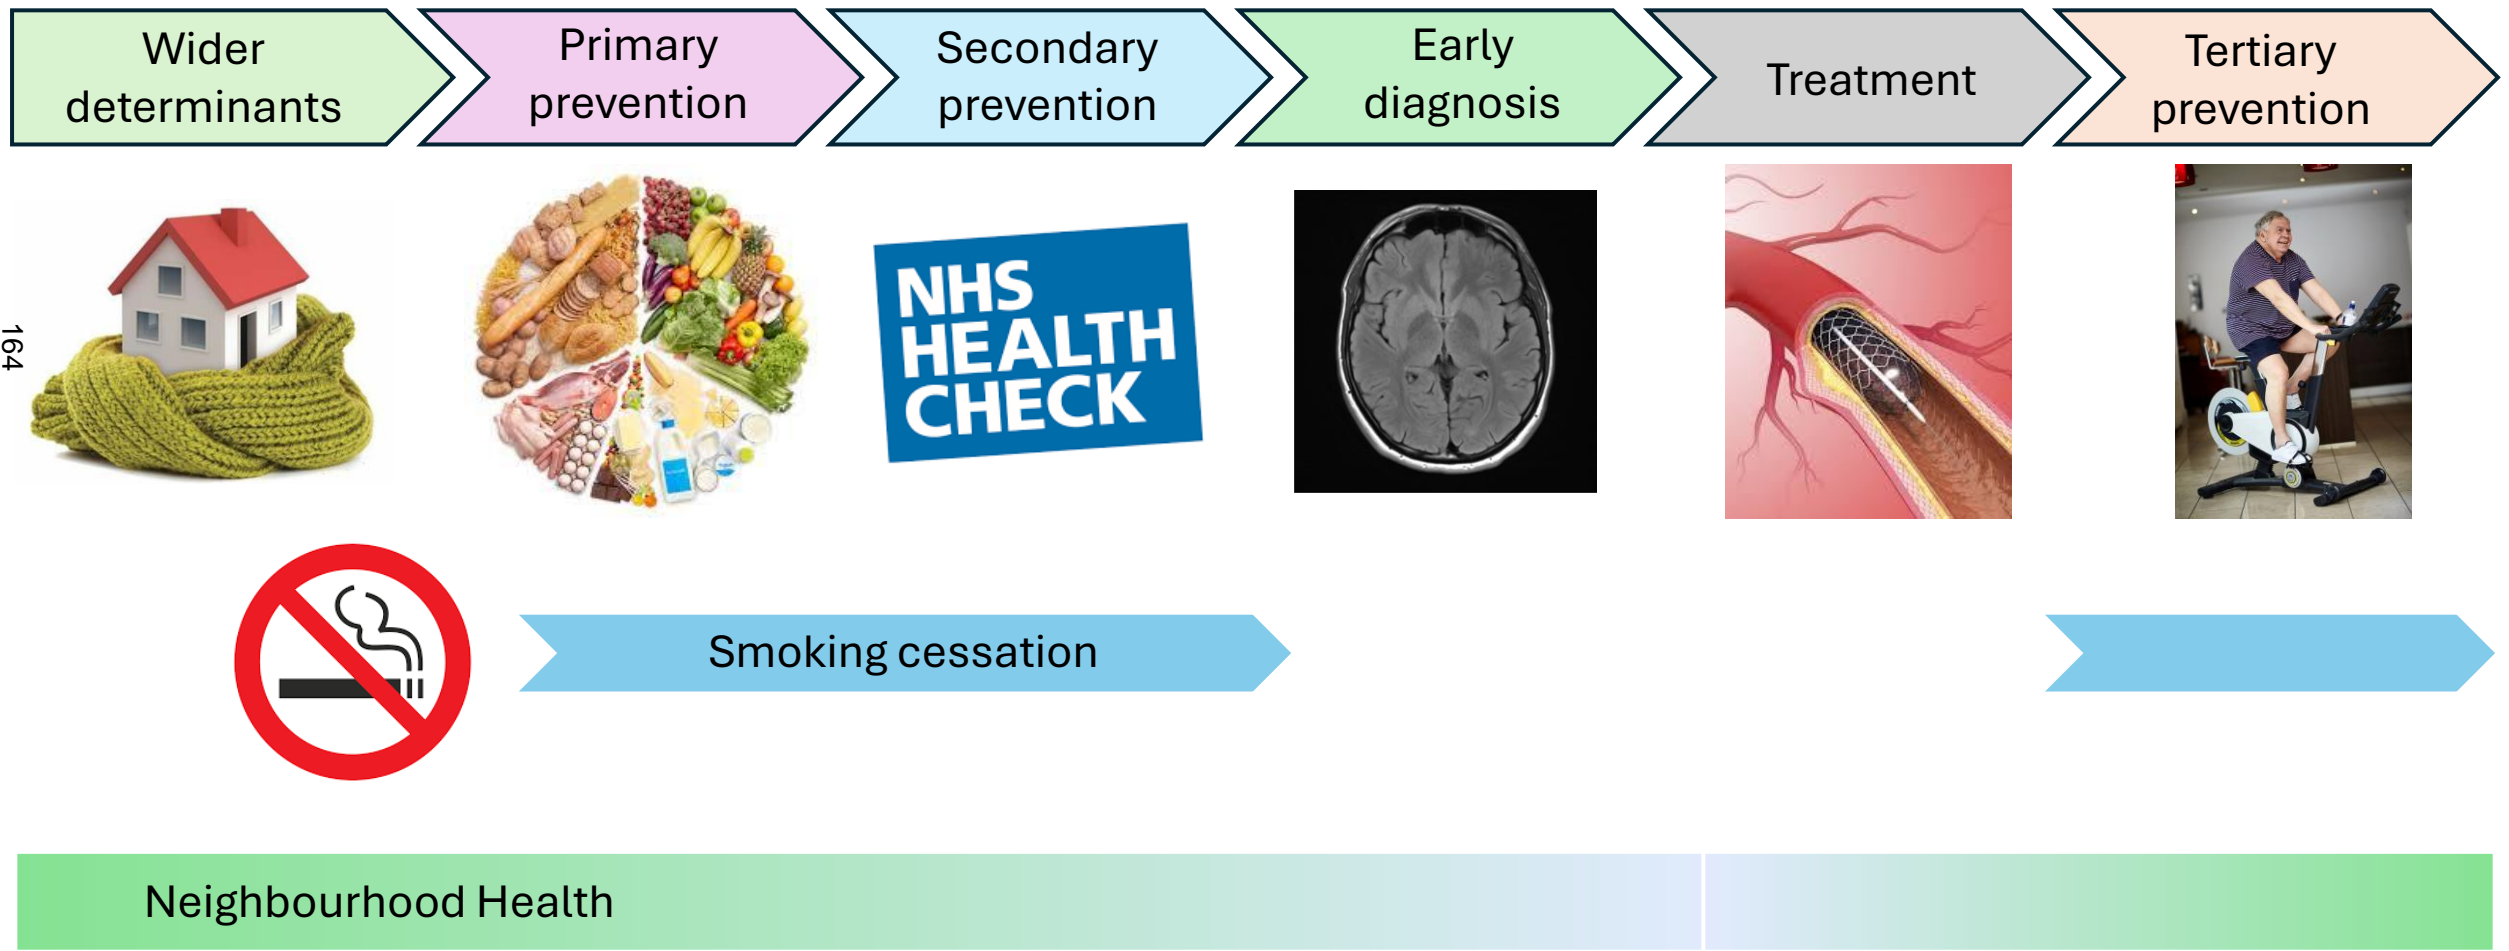 Wider
determinants
Primary
prevention
Secondary
prevention
Early
diagnosis
Treatment
Tertiary
prevention
164
NHS
HEALTH
CHECK
Smoking cessation
Neighbourhood Health